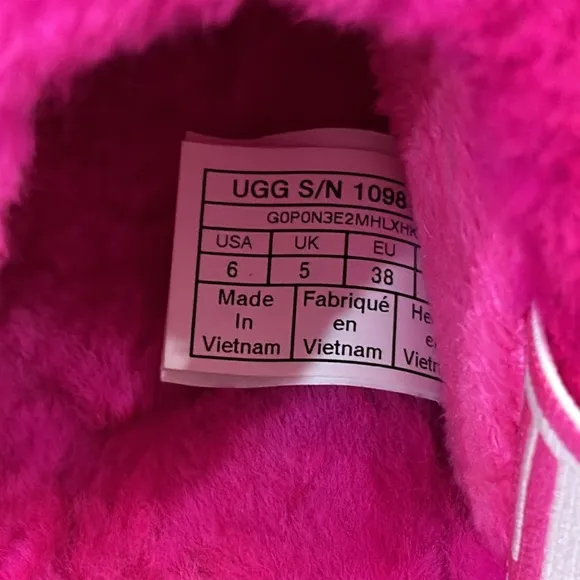 UGG S/N 1098
G0P0N3E2MHLXHK
USA UK EU
6 5 38
Made Fabriqué
In en
Vietnam Vietnam